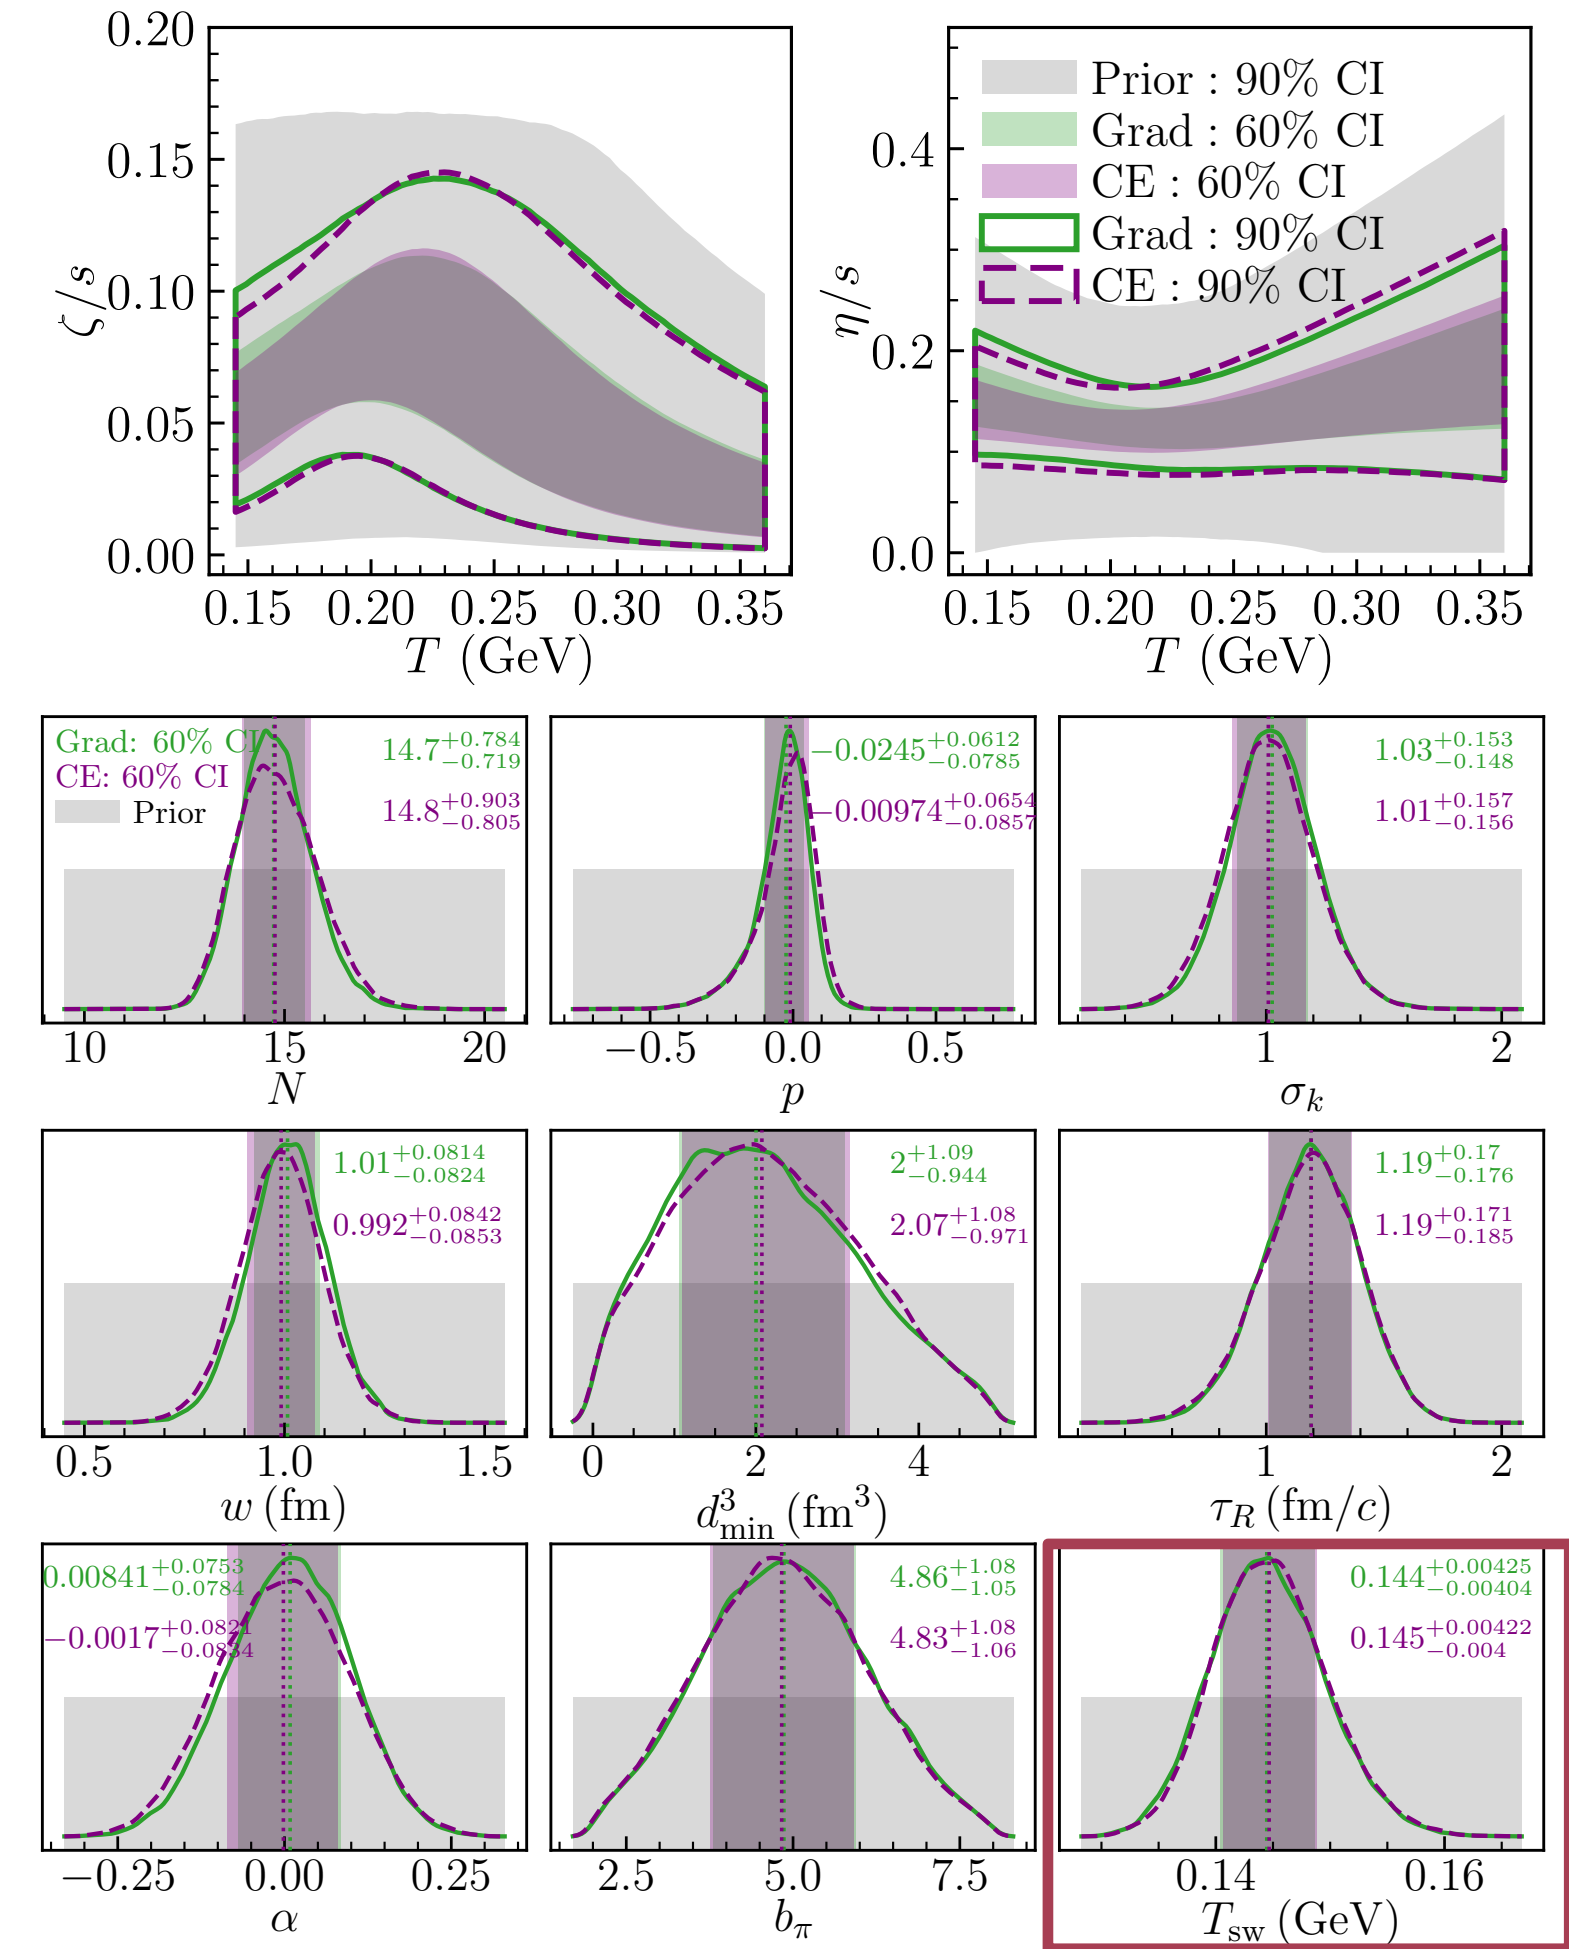 0.20
0.15
0.10
0.05
0.00
ζ/s
0.15 0.20 0.25 0.30 0.35
T (GeV)
Prior : 90% CI
Grad : 60% CI
CE : 60% CI
Grad : 90% CI
CE : 90% CI
0.4
0.2
0.0
η/s
0.15 0.20 0.25 0.30 0.35
T (GeV)
Grad: 60% CI
CE: 60% CI
Prior
14.7+0.784−0.719
14.8+0.903−0.805
10 15 20
N
−0.0245+0.0612−0.0785
−0.00974+0.0654−0.0857
−0.5 0.0 0.5
p
1.03+0.153−0.148
1.01+0.157−0.156
1 2
σk
1.01+0.0814−0.0824
0.992+0.0842−0.0853
0.5 1.0 1.5
w (fm)
2+1.09−0.944
2.07+1.08−0.971
0 2 4
d³min (fm³)
1.19+0.17−0.176
1.19+0.171−0.185
1 2
τR (fm/c)
0.00841+0.0753−0.0784
−0.0017+0.0821−0.0834
−0.25 0.00 0.25
α
4.86+1.08−1.05
4.83+1.08−1.06
2.5 5.0 7.5
bπ
0.144+0.00425−0.00404
0.145+0.00422−0.004
0.14 0.16
Tsw (GeV)